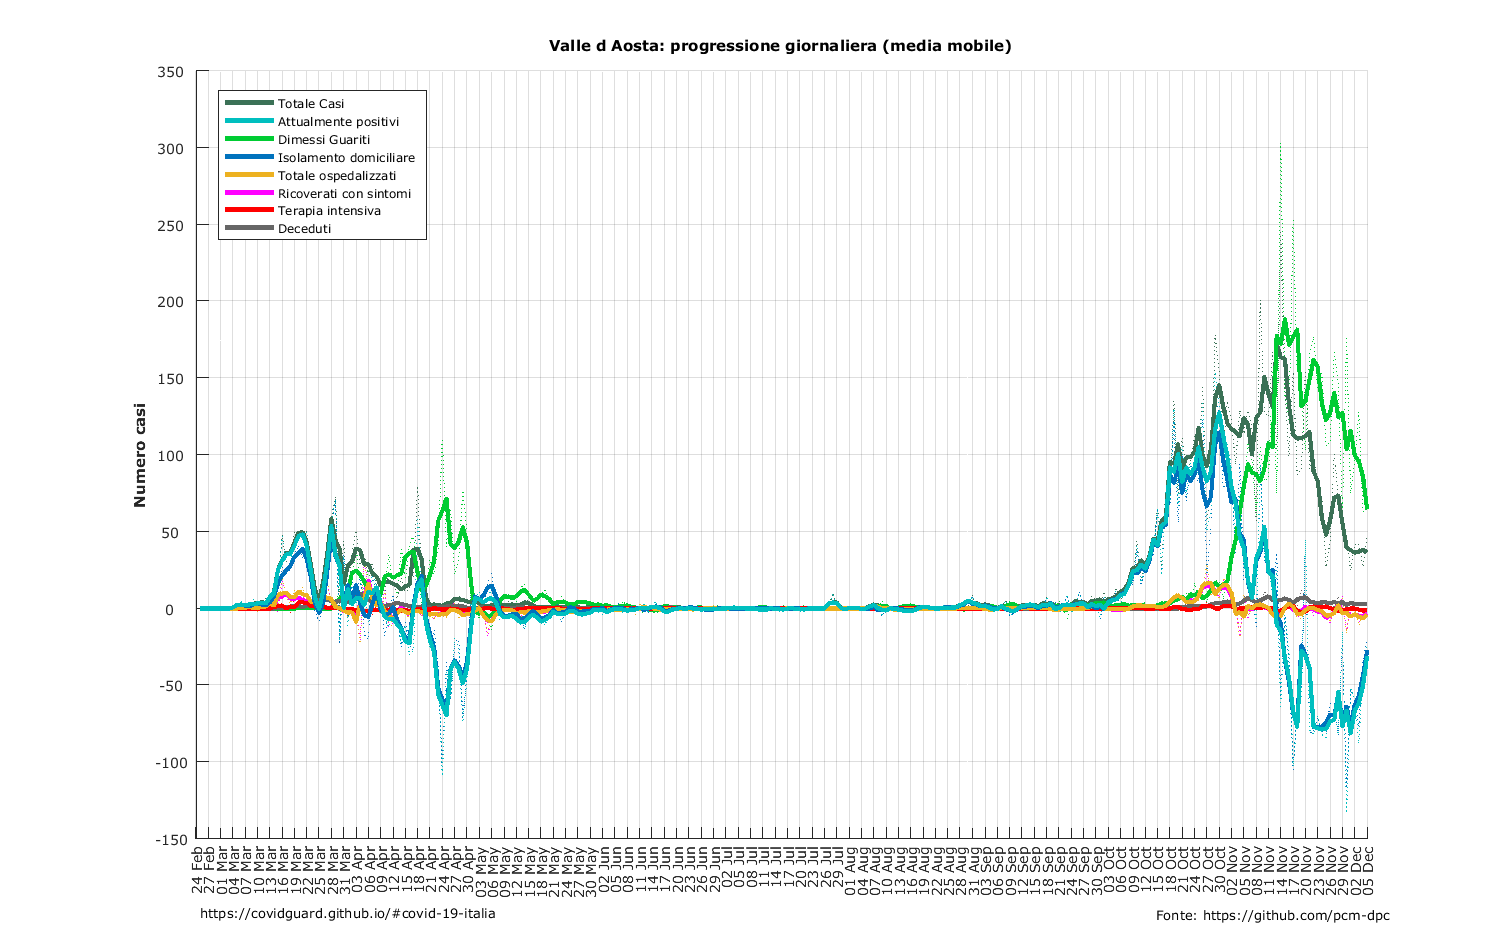 Valle d Aosta: progressione giornaliera (media mobile)
350
300
250
200
150
100
50
0
-50
-100
-150
Numero casi
Totale Casi
Attualmente positivi
Dimessi Guariti
Isolamento domiciliare
Totale ospedalizzati
Ricoverati con sintomi
Terapia intensiva
Deceduti
24 Feb
27 Feb
01 Mar
04 Mar
07 Mar
10 Mar
13 Mar
16 Mar
19 Mar
22 Mar
25 Mar
28 Mar
31 Mar
03 Apr
06 Apr
09 Apr
12 Apr
15 Apr
18 Apr
21 Apr
24 Apr
27 Apr
30 Apr
03 May
06 May
09 May
12 May
15 May
18 May
21 May
24 May
27 May
30 May
02 Jun
05 Jun
08 Jun
11 Jun
14 Jun
17 Jun
20 Jun
23 Jun
26 Jun
29 Jun
02 Jul
05 Jul
08 Jul
11 Jul
14 Jul
17 Jul
20 Jul
23 Jul
26 Jul
29 Jul
01 Aug
04 Aug
07 Aug
10 Aug
13 Aug
16 Aug
19 Aug
22 Aug
25 Aug
28 Aug
31 Aug
03 Sep
06 Sep
09 Sep
12 Sep
15 Sep
18 Sep
21 Sep
24 Sep
27 Sep
30 Sep
03 Oct
06 Oct
09 Oct
12 Oct
15 Oct
18 Oct
21 Oct
24 Oct
27 Oct
30 Oct
02 Nov
05 Nov
08 Nov
11 Nov
14 Nov
17 Nov
20 Nov
23 Nov
26 Nov
29 Nov
02 Dec
05 Dec
https://covidguard.github.io/#covid-19-italia
Fonte: https://github.com/pcm-dpc